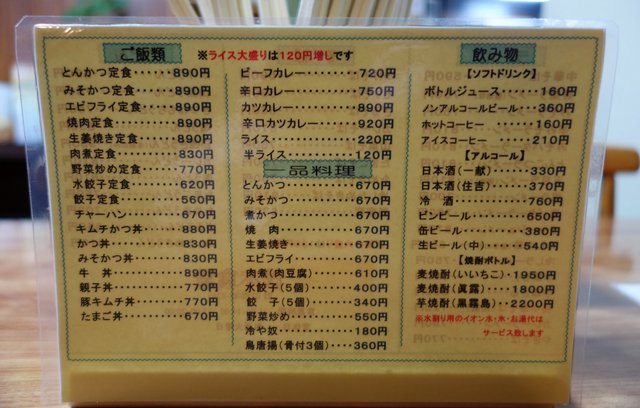 ご飯類
※ライス大盛りは120円増しです
とんかつ定食・・・・・・890円
みそかつ定食・・・・・890円
エビフライ定食・・・・890円
焼肉定食・・・・・・・・890円
生姜焼き定食・・・・・890円
肉煮定食・・・・・・・・830円
野菜炒め定食・・・・・770円
水餃子定食・・・・・・620円
餃子定食・・・・・・・・560円
チャーハン・・・・・・・670円
キムチかつ丼・・・・・880円
かつ丼・・・・・・・・・・830円
みそかつ丼・・・・・・830円
牛　丼・・・・・・・・・・890円
親子丼・・・・・・・・・・770円
豚キムチ丼・・・・・・770円
たまご丼・・・・・・・・670円
ビーフカレー・・・・・・・・・720円
辛口カレー・・・・・・・・・・750円
カツカレー・・・・・・・・・・890円
辛口カツカレー・・・・・・・920円
ライス・・・・・・・・・・・・・220円
半ライス・・・・・・・・・・・120円
一品料理
とんかつ・・・・・・・・・・・670円
みそかつ・・・・・・・・・・・670円
煮かつ・・・・・・・・・・・・670円
焼　肉・・・・・・・・・・・・670円
生姜焼き・・・・・・・・・・・670円
エビフライ・・・・・・・・・・670円
肉煮（肉豆腐）・・・・・・・610円
水餃子（5個）・・・・・・・・400円
餃　子（5個）・・・・・・・・340円
野菜炒め・・・・・・・・・・・550円
冷や奴・・・・・・・・・・・・180円
鳥唐揚（骨付3個）・・・・360円
飲み物
【ソフトドリンク】
ボトルジュース・・・・・160円
ノンアルコールビール・・・360円
ホットコーヒー・・・・・160円
アイスコーヒー・・・・・210円
【アルコール】
日本酒（一献）・・・・・330円
日本酒（住吉）・・・・・370円
冷　酒・・・・・・・・・・760円
ビンビール・・・・・・・650円
缶ビール・・・・・・・・380円
生ビール（中）・・・・・540円
【焼酎ボトル】
麦焼酎（いいちこ）・1950円
麦焼酎（眞露）・・・・1800円
芋焼酎（黒霧島）・・2200円
※水割り用のイオン水・氷・お湯代は
サービス致します